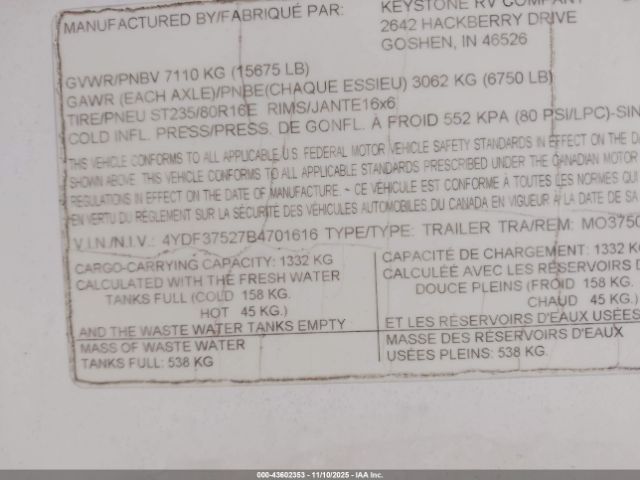 MANUFACTURED BY/FABRIQUÉ PAR:
KEYSTONE RV COMPANY
2642 HACKBERRY DRIVE
GOSHEN, IN 46526
GVWR/PNBV 7110 KG (15675 LB)
GAWR (EACH AXLE)/PNBE(CHAQUE ESSIEU) 3062 KG (6750 LB)
TIRE/PNEU ST235/80R16E RIMS/JANTE16x6
COLD INFL. PRESS/PRESS. DE GONFL. À FROID 552 KPA (80 PSI/LPC)-SIN
THIS VEHICLE CONFORMS TO ALL APPLICABLE U.S. FEDERAL MOTOR VEHICLE SAFETY STANDARDS IN EFFECT ON THE DA
SHOWN ABOVE. THIS VEHICLE CONFORMS TO ALL APPLICABLE STANDARDS PRESCRIBED UNDER THE CANADIAN MOTOR
REGULATIONS IN EFFECT ON THE DATE OF MANUFACTURE. ~ CE VÉHICULE EST CONFORME À TOUTES LES NORMES QUI
EN VERTU DU RÈGLEMENT SUR LA SÉCURITÉ DES VÉHICULES AUTOMOBILES DU CANADA EN VIGUEUR À LA DATE DE SA
V.I.N./N.I.V.: 4YDF37527B4701616 TYPE/TYPE: TRAILER TRA/REM: MO3750
CARGO-CARRYING CAPACITY: 1332 KG
CALCULATED WITH THE FRESH WATER
TANKS FULL (COLD 158 KG.
HOT 45 KG.)
AND THE WASTE WATER TANKS EMPTY
MASS OF WASTE WATER
TANKS FULL: 538 KG
CAPACITÉ DE CHARGEMENT: 1332 KG
CALCULÉE AVEC LES RÉSERVOIRS D
DOUCE PLEINS (FROID 158 KG.
CHAUD 45 KG.)
ET LES RÉSERVOIRS D'EAUX USÉES
MASSE DES RÉSERVOIRS D'EAUX
USÉES PLEINS: 538 KG.
000-43602353 - 11/10/2025 - IAA Inc.